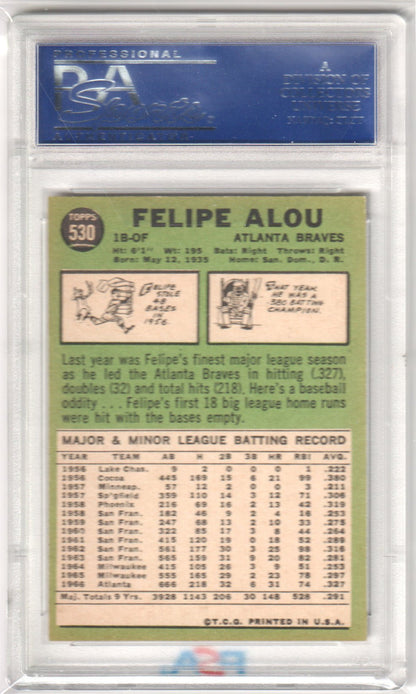 PROFESSIONAL
PSA
A
DIVISION OF
COLLECTORS
UNIVERSE
NASDAQ: CLCT
TOPPS
530
FELIPE ALOU
1B-OF ATLANTA BRAVES
Ht: 6'1" Wt: 195 Bats: Right Throws: Right
Born: May 12, 1935 Home: San. Dom., D. R.
FELIPE
STOLE
48
BASES
IN
1956.
THAT YEAR
HE WAS A
.380 BATTING
CHAMPION.
Last year was Felipe's finest major league season
as he led the Atlanta Braves in hitting (.327),
doubles (32) and total hits (218). Here's a baseball
oddity . . . Felipe's first 18 big league home runs
were hit with the bases empty.
MAJOR & MINOR LEAGUE BATTING RECORD
YEAR TEAM AB H 2B 3B HR RBI AVG.
1956 Lake Chas. 9 2 0 0 0 1 .222
1956 Cocoa 445 169 15 6 21 99 .380
1957 Minneap. 57 12 2 0 0 3 .211
1957 Sp'gfield 359 110 14 3 12 71 .306
1958 Phoenix 216 69 16 2 13 42 .319
1958 San Fran. 182 46 9 2 4 16 .253
1959 San Fran. 247 68 13 2 10 33 .275
1960 San Fran. 322 85 17 3 8 44 .264
1961 San Fran. 415 120 19 0 18 52 .289
1962 San Fran. 561 177 30 3 25 98 .316
1963 San Fran. 565 159 31 9 20 82 .281
1964 Milwaukee 415 105 26 3 9 51 .253
1965 Milwaukee 555 165 29 2 23 78 .297
1966 Atlanta 666 218 32 6 31 74 .327
Maj. Totals 9 Yrs. 3928 1143 206 30 148 528 .291
©T.C.G. PRINTED IN U.S.A.